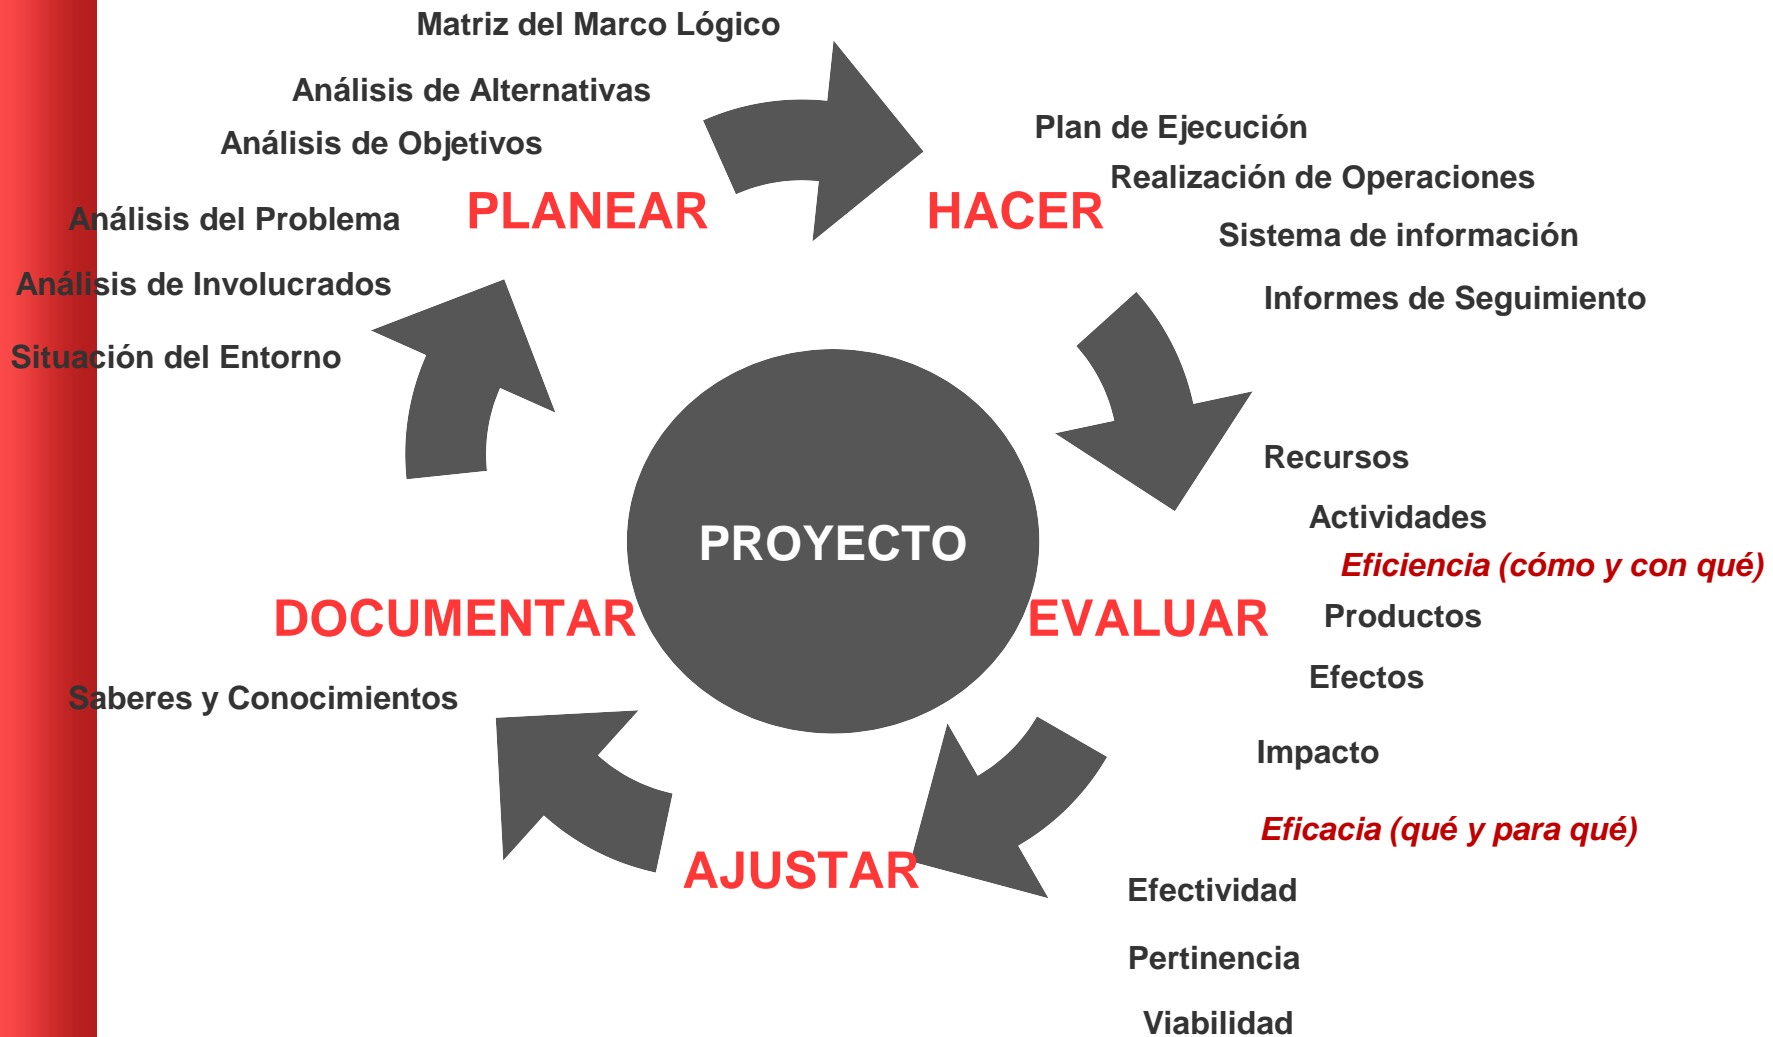 Matriz del Marco Lógico
Análisis de Alternativas
Análisis de Objetivos
PLANEAR
Análisis del Problema
Análisis de Involucrados
Situación del Entorno
HACER
Plan de Ejecución
Realización de Operaciones
Sistema de información
Informes de Seguimiento
PROYECTO
EVALUAR
Recursos
Actividades
Eficiencia (cómo y con qué)
Productos
Efectos
Impacto
Eficacia (qué y para qué)
Efectividad
Pertinencia
Viabilidad
AJUSTAR
DOCUMENTAR
Saberes y Conocimientos